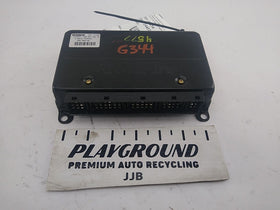 G344
PLAYGROUND
PREMIUM AUTO RECYCLING
JJB